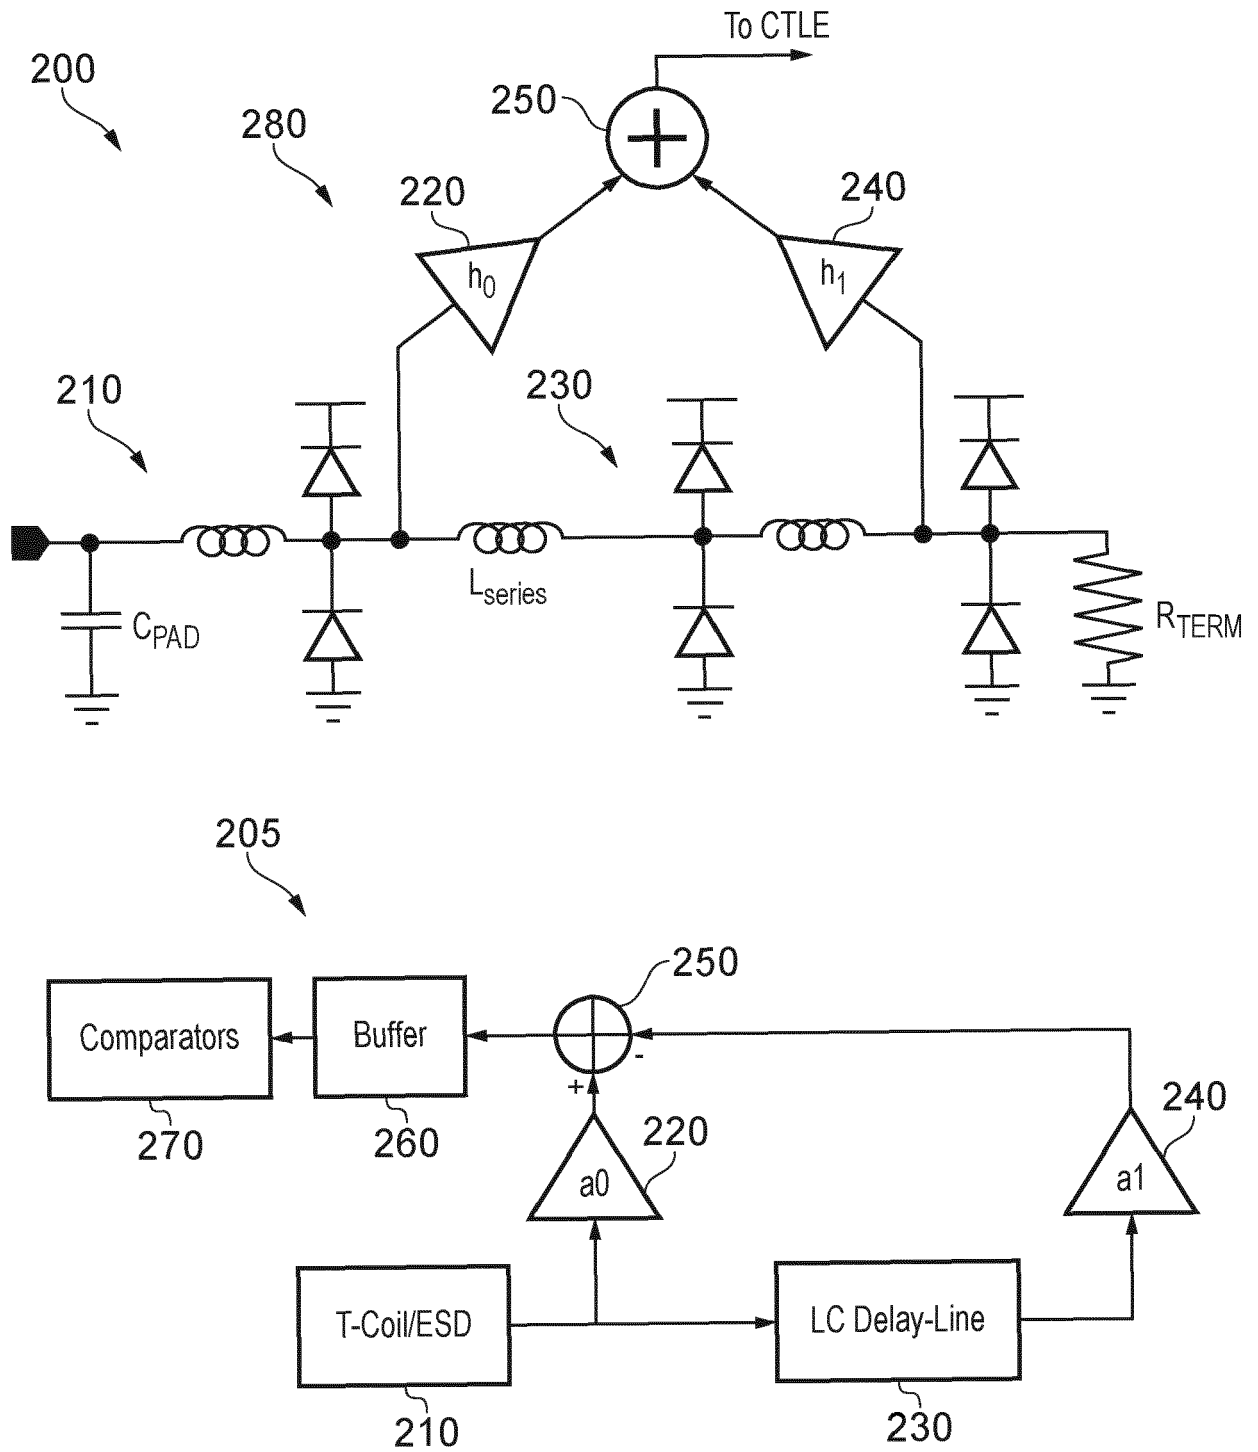 To CTLE
200
280
250
220
240
h0
h1
210
230
CPAD
Lseries
RTERM
205
250
Comparators
Buffer
-
+
270
260
220
240
a0
a1
T-Coil/ESD
LC Delay-Line
210
230